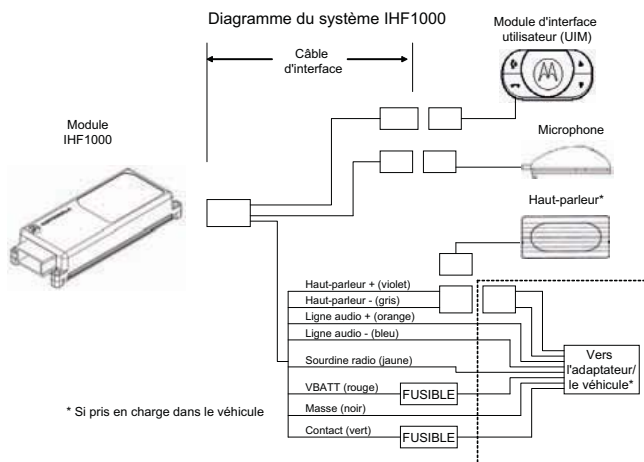 Diagramme du système IHF1000
Module d'interface
utilisateur (UIM)
Câble
d'interface
Module
IHF1000
Microphone
Haut-parleur*
Haut-parleur + (violet)
Haut-parleur - (gris)
Ligne audio + (orange)
Ligne audio - (bleu)
Sourdine radio (jaune)
VBATT (rouge)
FUSIBLE
Masse (noir)
Contact (vert)
FUSIBLE
Vers
l'adaptateur/
le véhicule*
* Si pris en charge dans le véhicule